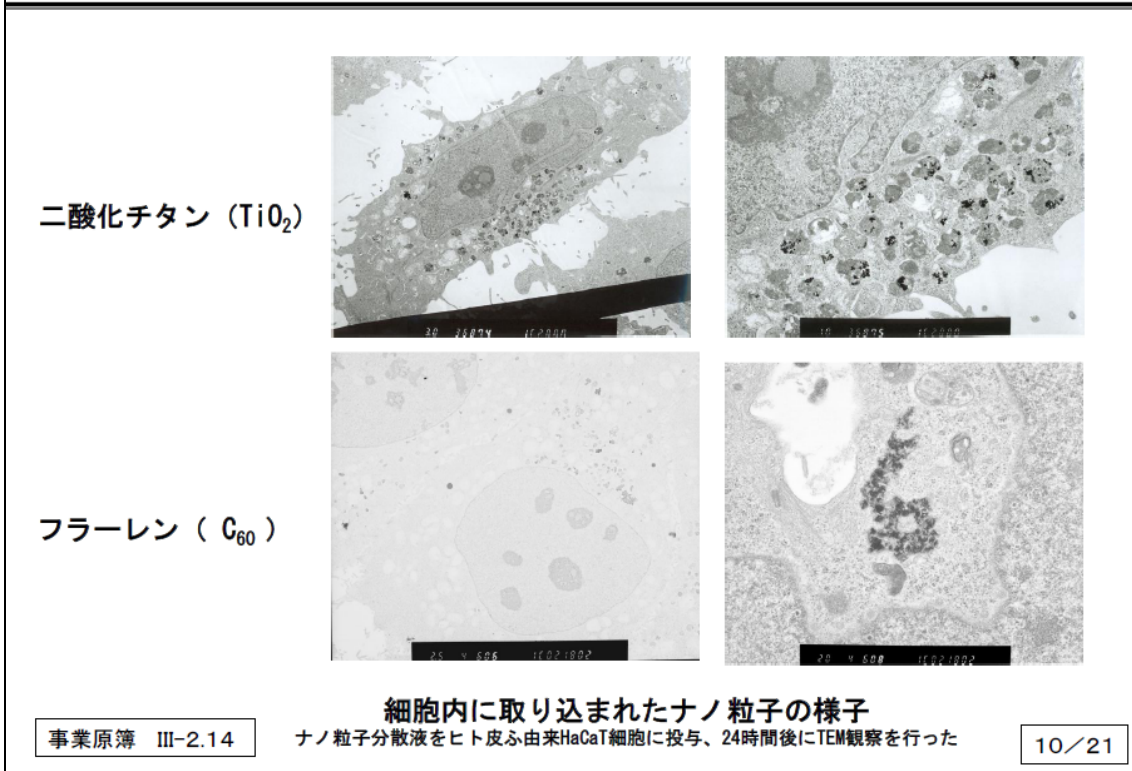 二酸化チタン（TiO₂）
フラーレン（ C₆₀ ）
細胞内に取り込まれたナノ粒子の様子
ナノ粒子分散液をヒト皮ふ由来HaCaT細胞に投与、24時間後にTEM観察を行った
事業原簿 III-2.14
10／21